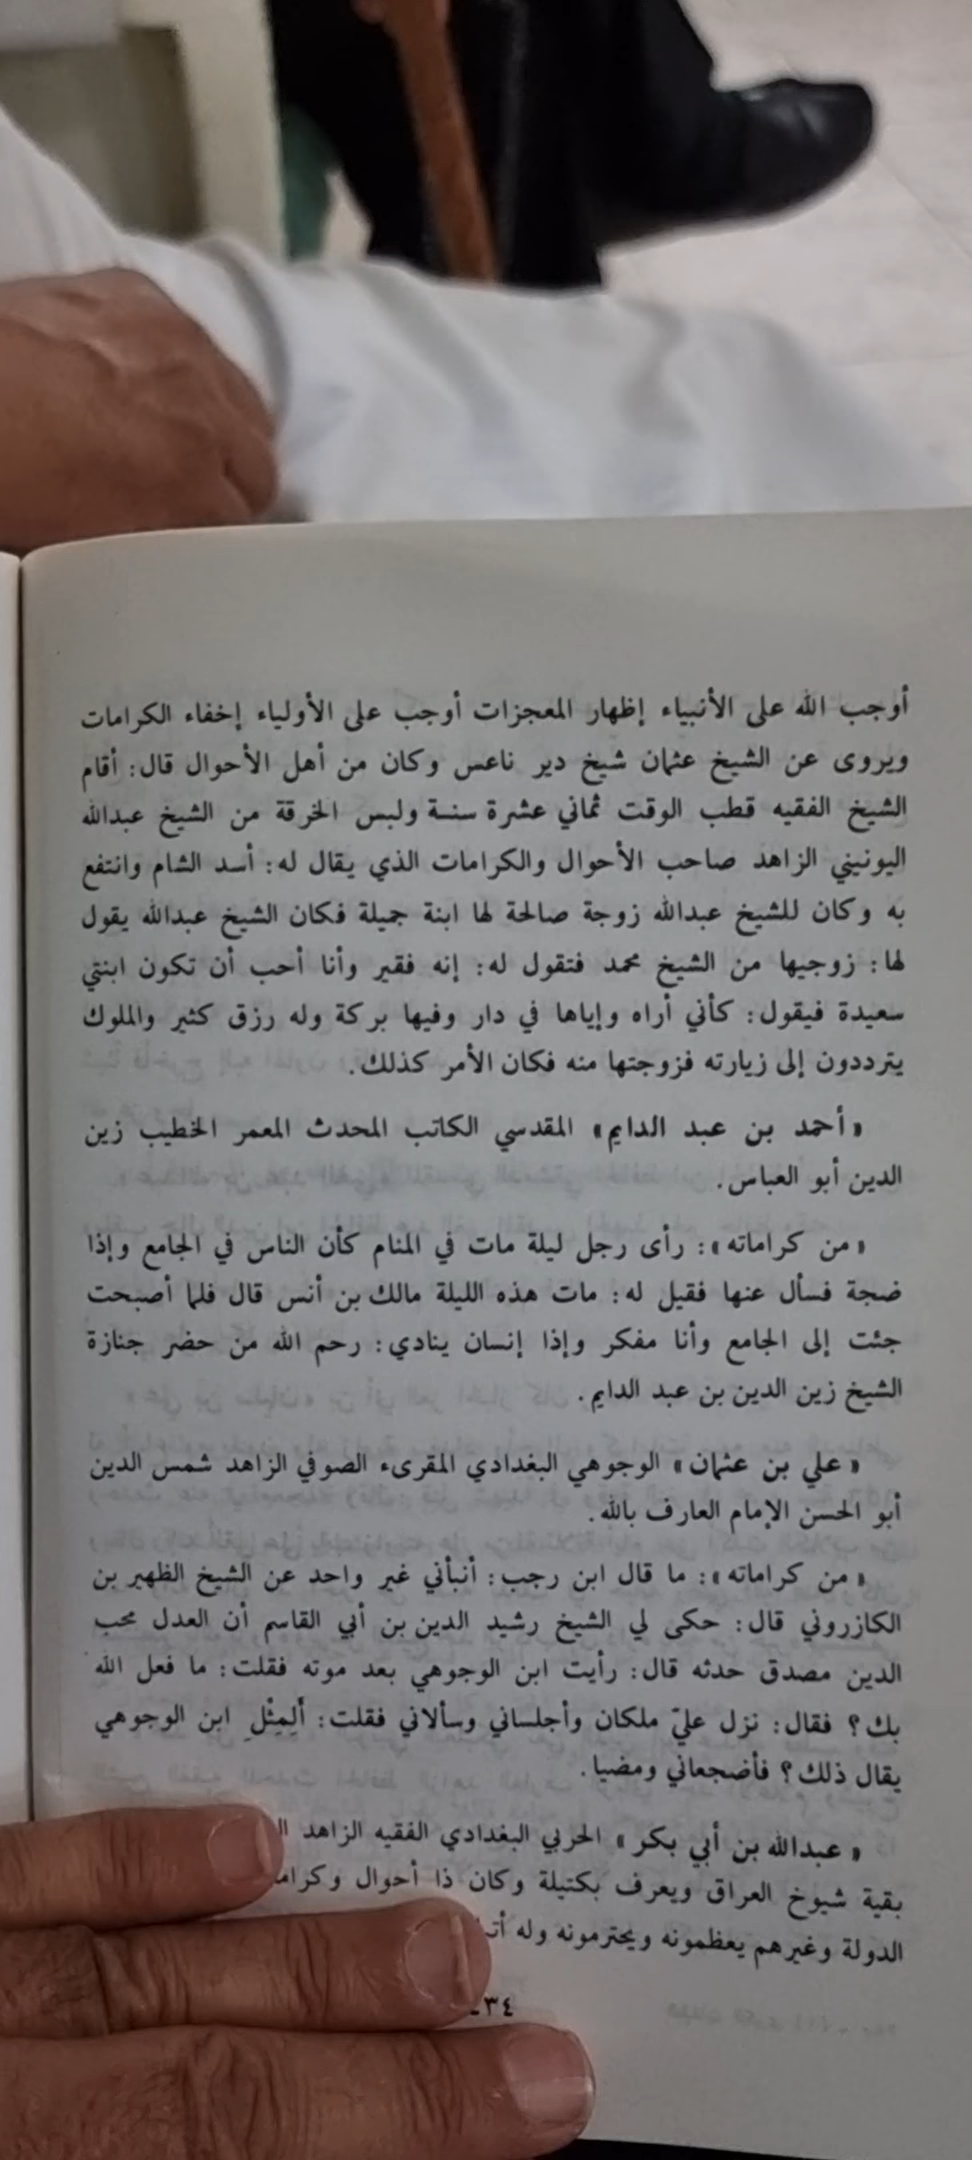 أوجب الله على الأنبياء إظهار المعجزات أوجب على الأولياء إخفاء الكرامات
ويروى عن الشيخ عثمان شيخ دير ناعس وكان من أهل الأحوال قال: أقام
الشيخ الفقيه قطب الوقت ثماني عشرة سنة ولبس الخرقة من الشيخ عبدالله
اليونيني الزاهد صاحب الأحوال والكرامات الذي يقال له: أسد الشام وانتفع
به وكان للشيخ عبدالله زوجة صالحة لها ابنة جميلة فكان الشيخ عبدالله يقول
لها: زوجيها من الشيخ محمد فتقول له: إنه فقير وأنا أحب أن تكون ابنتي
سعيدة فيقول: كأني أراه وإياها في دار وفيها بركة وله رزق كثير والملوك
يترددون إلى زيارته فزوجتها منه فكان الأمر كذلك.
«أحمد بن عبد الدايم» المقدسي الكاتب المحدث المعمر الخطيب زين
الدين أبو العباس.
«من كراماته»: رأى رجل ليلة مات في المنام كأن الناس في الجامع وإذا
ضجة فسأل عنها فقيل له: مات هذه الليلة مالك بن أنس قال فلما أصبحت
جئت إلى الجامع وأنا مفكر وإذا إنسان ينادي: رحم الله من حضر جنازة
الشيخ زين الدين بن عبد الدايم.
«علي بن عثمان» الوجوهي البغدادي المقرىء الصوفي الزاهد شمس الدين
أبو الحسن الإمام العارف بالله.
«من كراماته»: ما قال ابن رجب: أنبأني غير واحد عن الشيخ الظهير بن
الكازروني قال: حكى لي الشيخ رشيد الدين بن أبي القاسم أن العدل محب
الدين مصدق حدثه قال: رأيت ابن الوجوهي بعد موته فقلت: ما فعل الله
بك؟ فقال: نزل عليّ ملكان وأجلساني وسألاني فقلت: أَلِمِثْلِ ابن الوجوهي
يقال ذلك؟ فأضجعاني ومضيا.
«عبدالله بن أبي بكر» الحربي البغدادي الفقيه الزاهد
بقية شيوخ العراق ويعرف بكتيلة وكان ذا أحوال
الدولة وغيرهم يعظمونه ويحترمونه وله